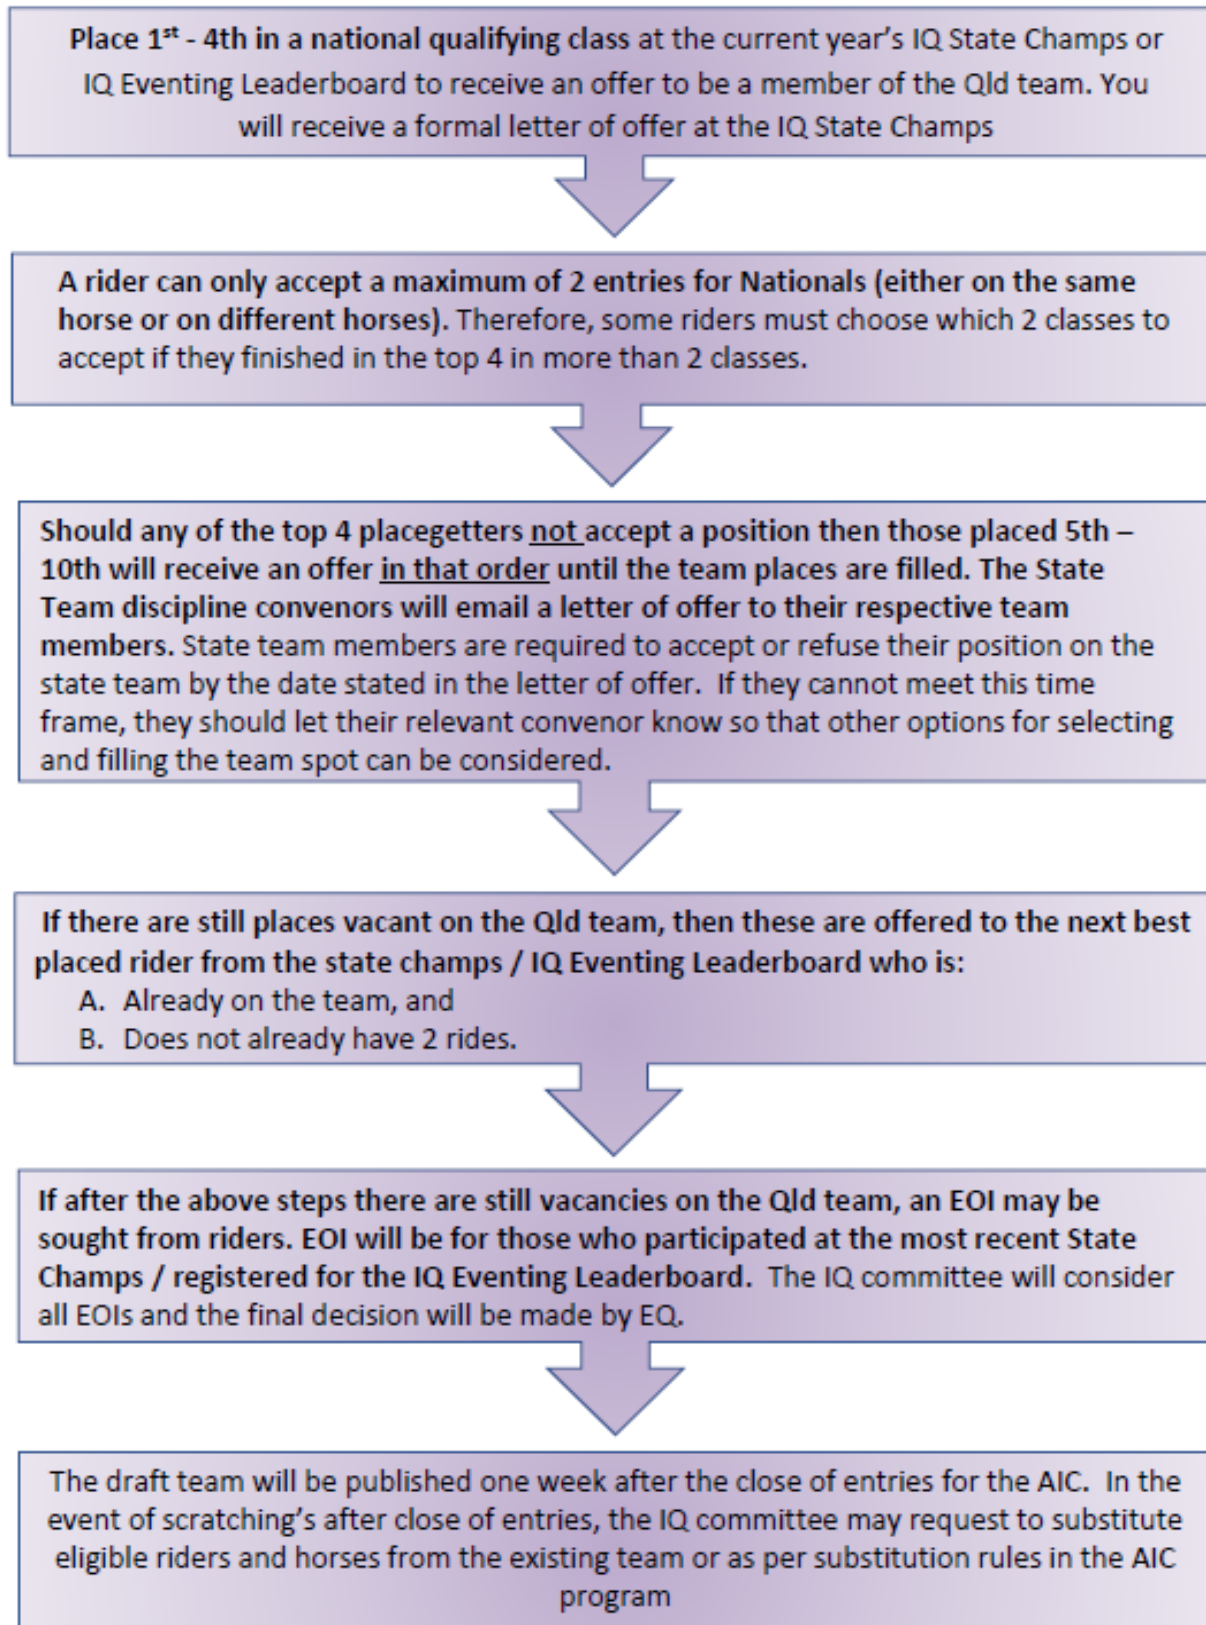 Place 1st - 4th in a national qualifying class at the current year's IQ State Champs or
IQ Eventing Leaderboard to receive an offer to be a member of the Qld team. You
will receive a formal letter of offer at the IQ State Champs
A rider can only accept a maximum of 2 entries for Nationals (either on the same
horse or on different horses). Therefore, some riders must choose which 2 classes to
accept if they finished in the top 4 in more than 2 classes.
Should any of the top 4 placegetters not accept a position then those placed 5th –
10th will receive an offer in that order until the team places are filled. The State
Team discipline convenors will email a letter of offer to their respective team
members. State team members are required to accept or refuse their position on the
state team by the date stated in the letter of offer.  If they cannot meet this time
frame, they should let their relevant convenor know so that other options for selecting
and filling the team spot can be considered.
If there are still places vacant on the Qld team, then these are offered to the next best
placed rider from the state champs / IQ Eventing Leaderboard who is:
A. Already on the team, and
B. Does not already have 2 rides.
If after the above steps there are still vacancies on the Qld team, an EOI may be
sought from riders. EOI will be for those who participated at the most recent State
Champs / registered for the IQ Eventing Leaderboard.  The IQ committee will consider
all EOIs and the final decision will be made by EQ.
The draft team will be published one week after the close of entries for the AIC.  In the
event of scratching's after close of entries, the IQ committee may request to substitute
eligible riders and horses from the existing team or as per substitution rules in the AIC
program